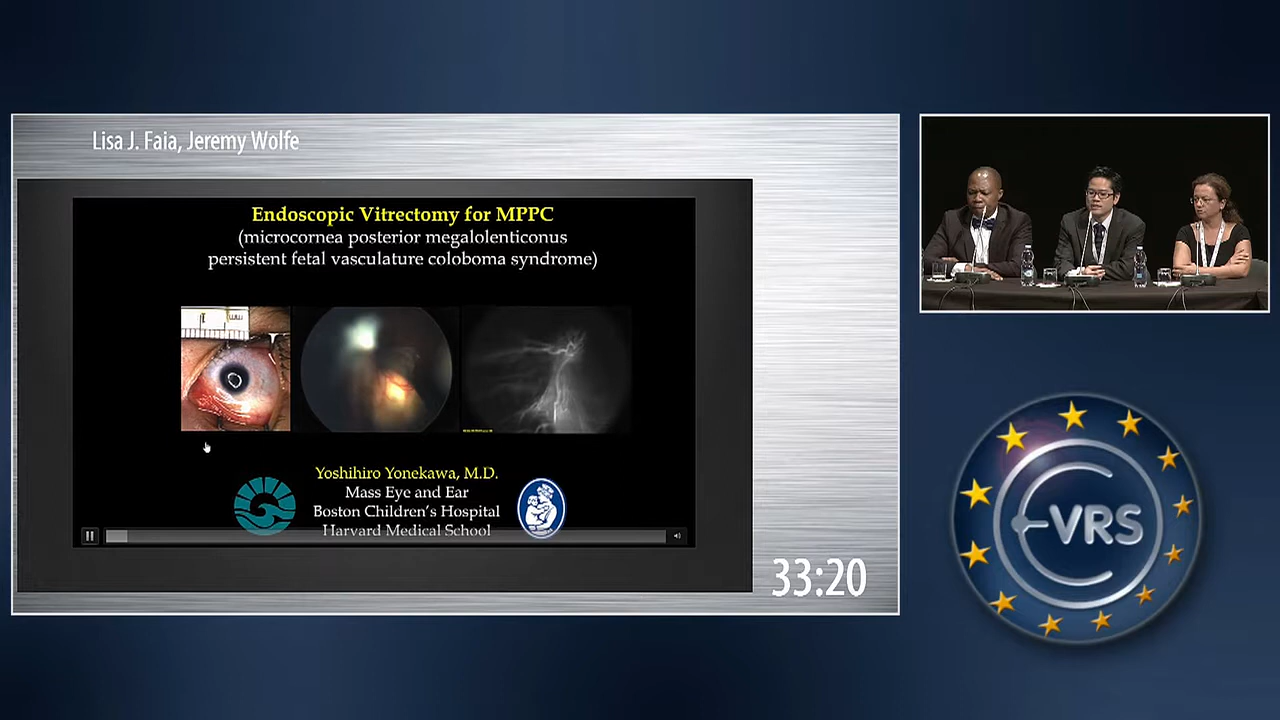 Lisa J. Faia, Jeremy Wolfe
Endoscopic Vitrectomy for MPPC
(microcornea posterior megalolenticonus
persistent fetal vasculature coloboma syndrome)
Yoshihiro Yonekawa, M.D.
Mass Eye and Ear
Boston Children's Hospital
Harvard Medical School
33:20
EVRS